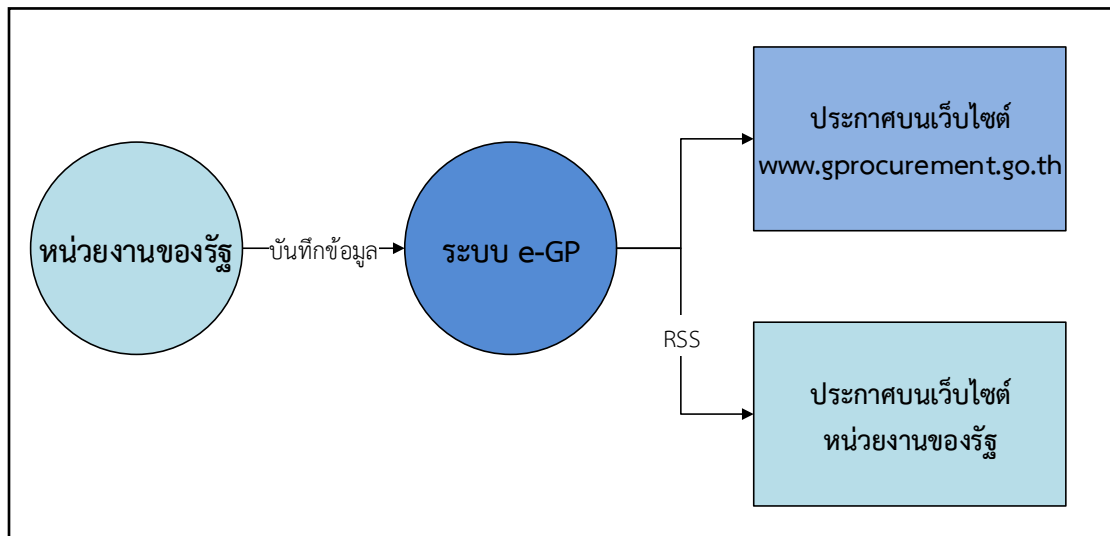 หน่วยงานของรัฐ
บันทึกข้อมูล
ระบบ e-GP
ประกาศบนเว็บไซต์
www.gprocurement.go.th
RSS
ประกาศบนเว็บไซต์
หน่วยงานของรัฐ